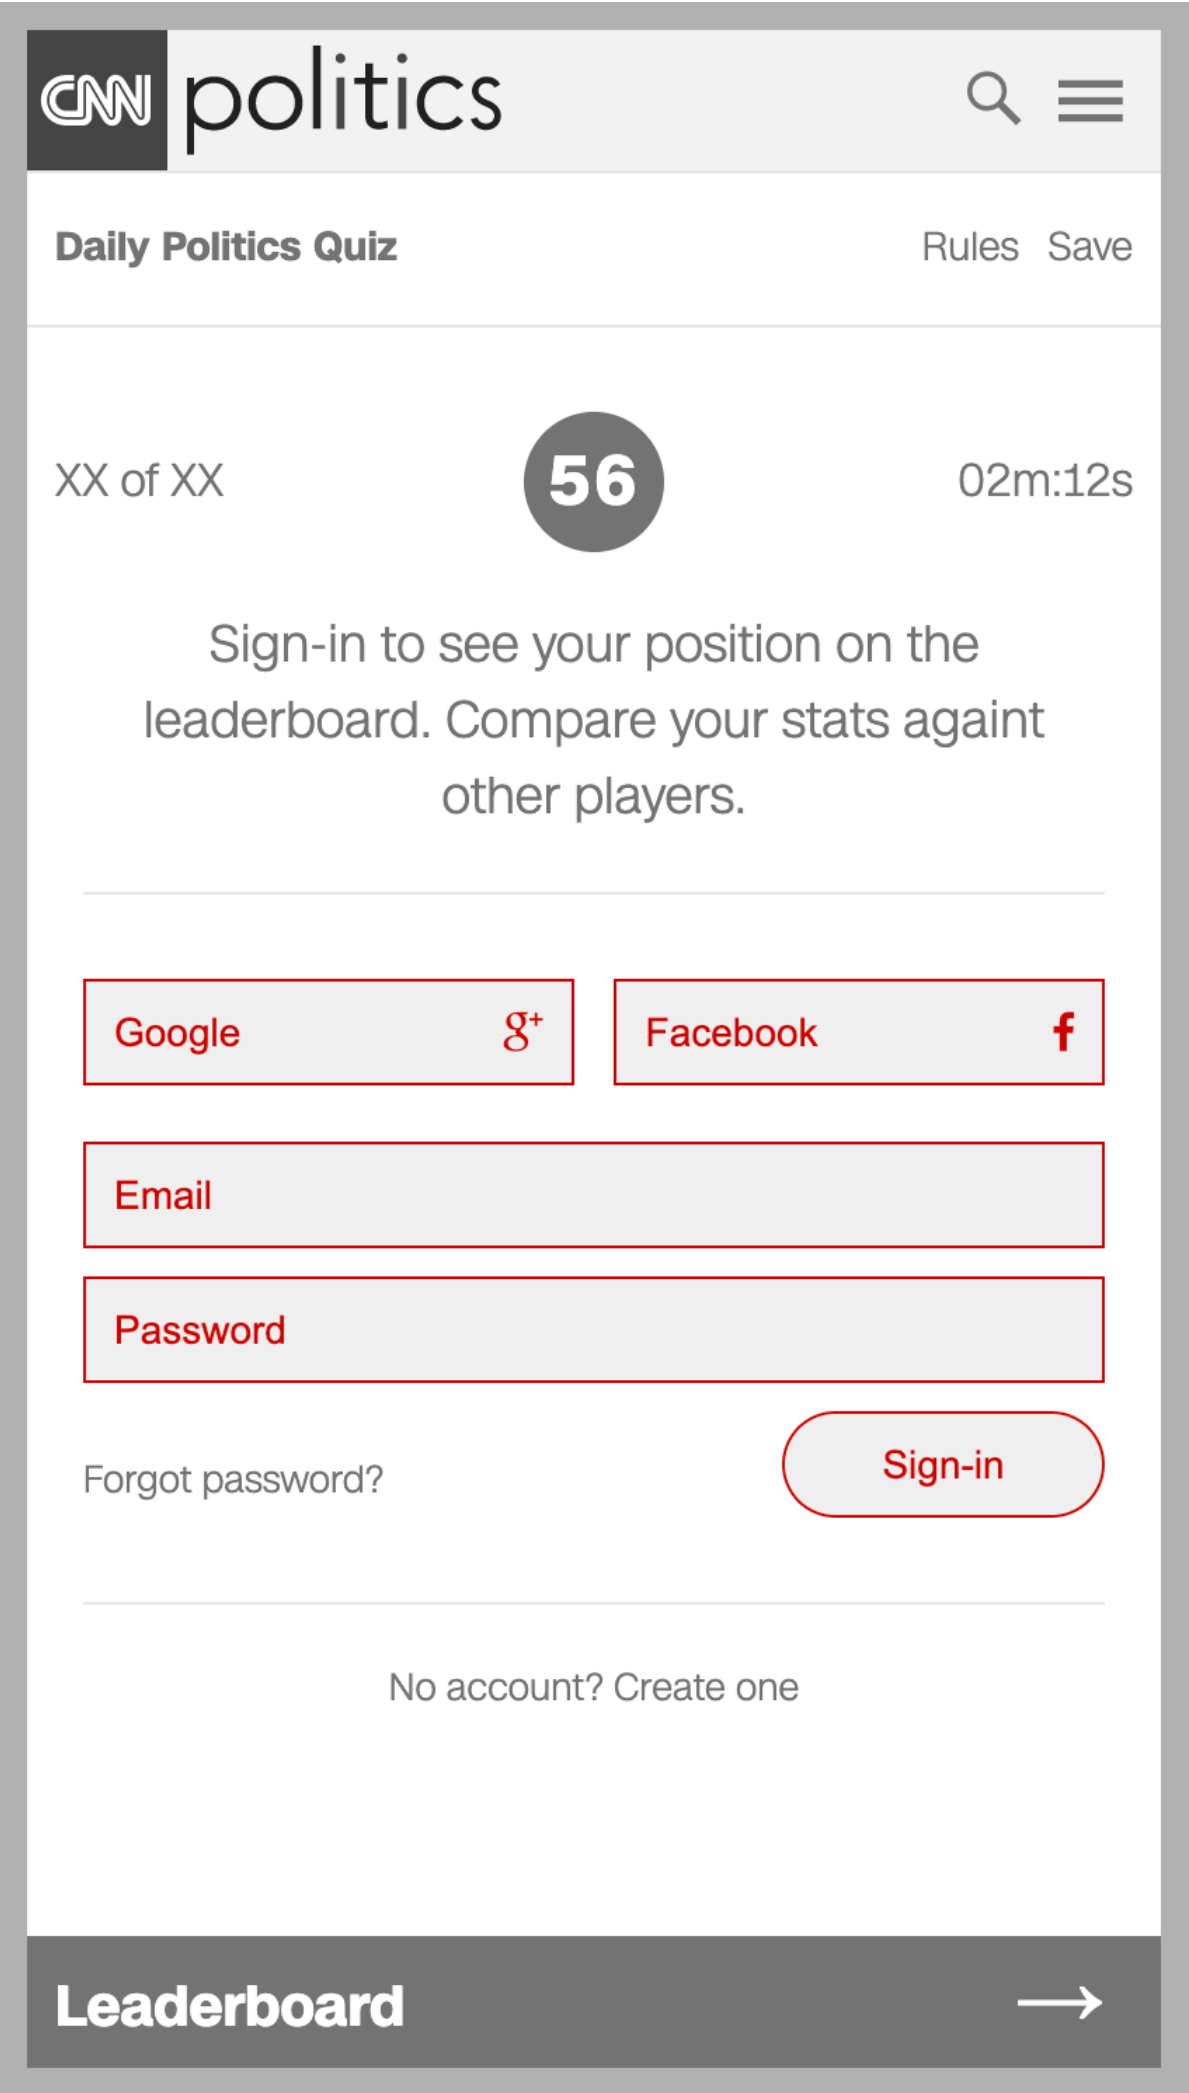 CNN politics
Daily Politics Quiz Rules Save
XX of XX 56 02m:12s
Sign-in to see your position on the
leaderboard. Compare your stats againt
other players.
Google g+ Facebook f
Email
Password
Forgot password? Sign-in
No account? Create one
Leaderboard